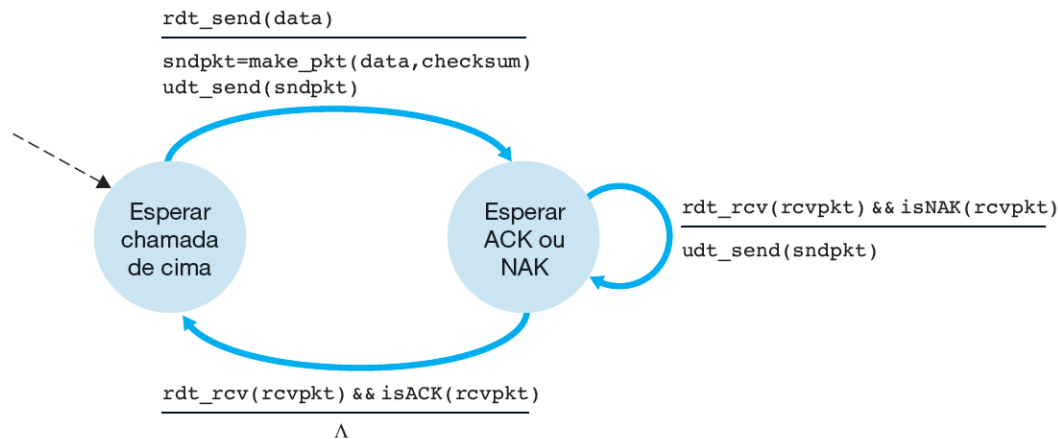 rdt_send(data)
sndpkt=make_pkt(data,checksum)
udt_send(sndpkt)
Esperar
chamada
de cima
Esperar
ACK ou
NAK
rdt_rcv(rcvpkt) && isNAK(rcvpkt)
udt_send(sndpkt)
rdt_rcv(rcvpkt) && isACK(rcvpkt)
Λ